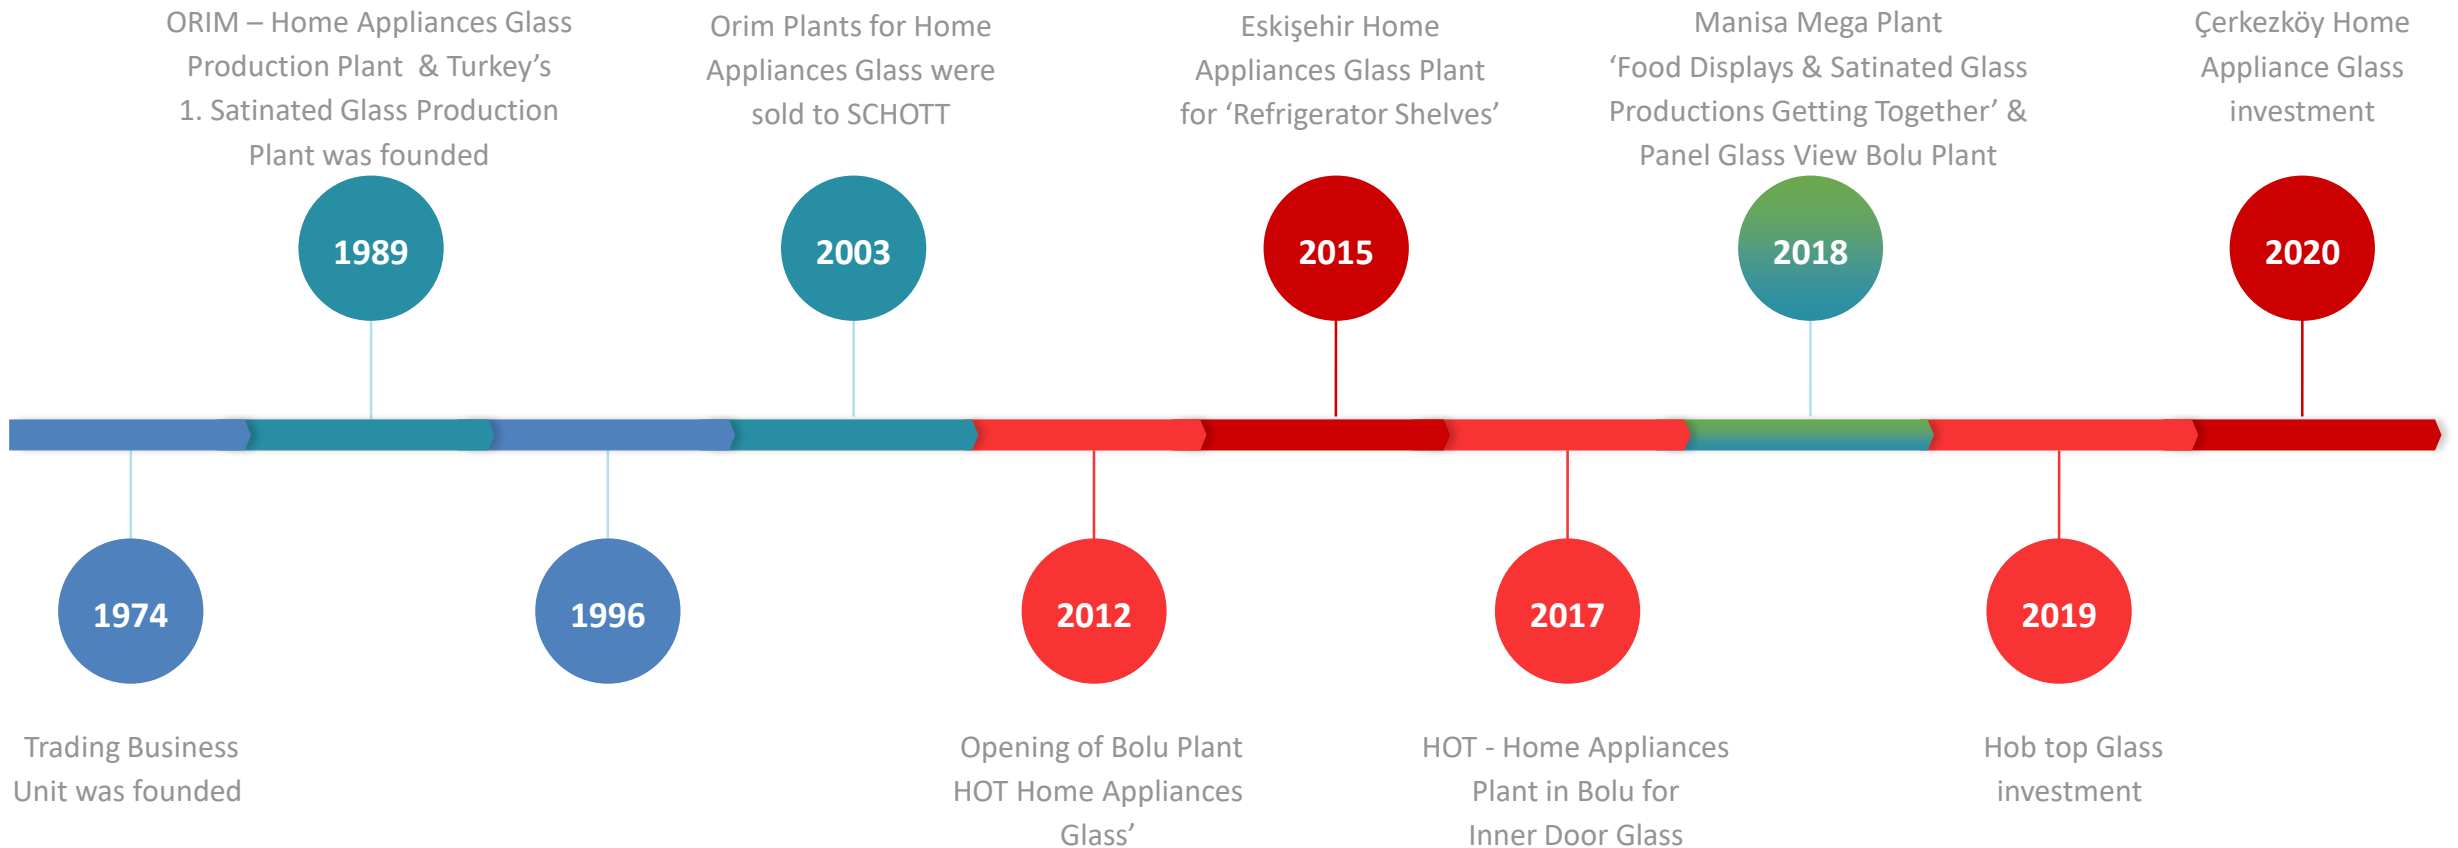 ORIM – Home Appliances Glass
Production Plant & Turkey's
1. Satinated Glass Production
Plant was founded
Orim Plants for Home
Appliances Glass were
sold to SCHOTT
Eskişehir Home
Appliances Glass Plant
for ‘Refrigerator Shelves’
Manisa Mega Plant
‘Food Displays & Satinated Glass
Productions Getting Together’ &
Panel Glass View Bolu Plant
Çerkezköy Home
Appliance Glass
investment
1989
2003
2015
2018
2020
1974
1996
2012
2017
2019
Trading Business
Unit was founded
Opening of Bolu Plant
HOT Home Appliances
Glass’
HOT - Home Appliances
Plant in Bolu for
Inner Door Glass
Hob top Glass
investment